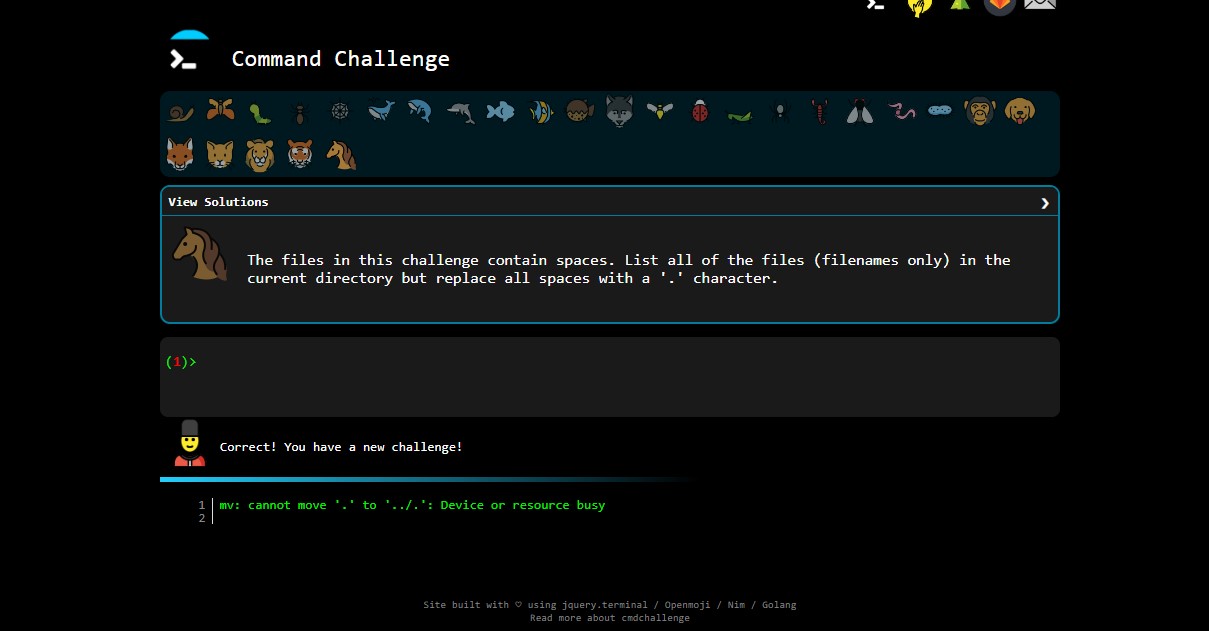 Command Challenge
View Solutions
The files in this challenge contain spaces. List all of the files (filenames only) in the
current directory but replace all spaces with a '.' character.
(1)>
Correct! You have a new challenge!
1 mv: cannot move '.' to '../.': Device or resource busy
2
Site built with ♡ using jquery.terminal / Openmoji / Nim / Golang
Read more about cmdchallenge